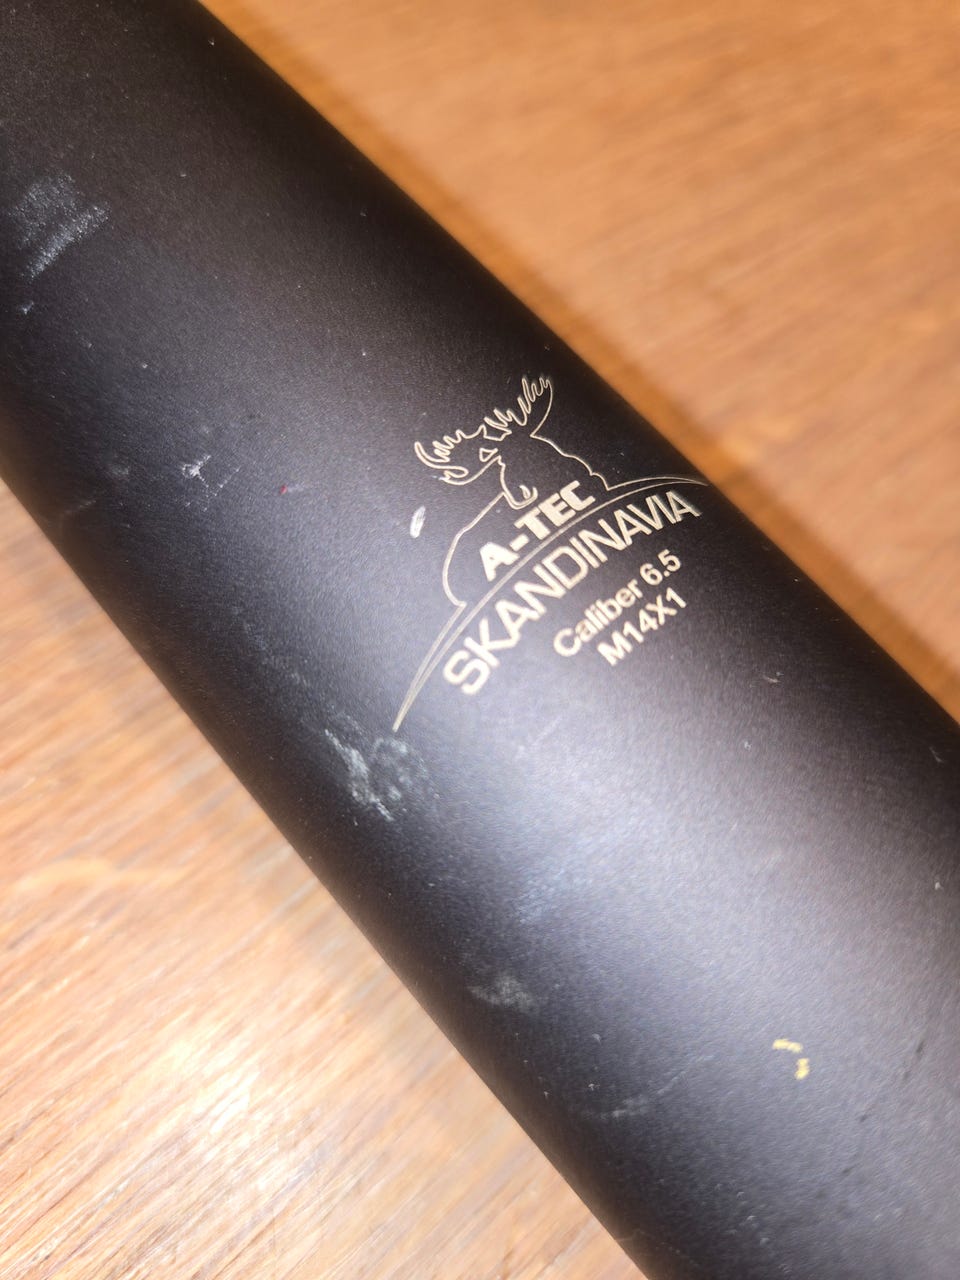 A-TEC
SKANDINAVIA
Caliber 6.5
M14X1